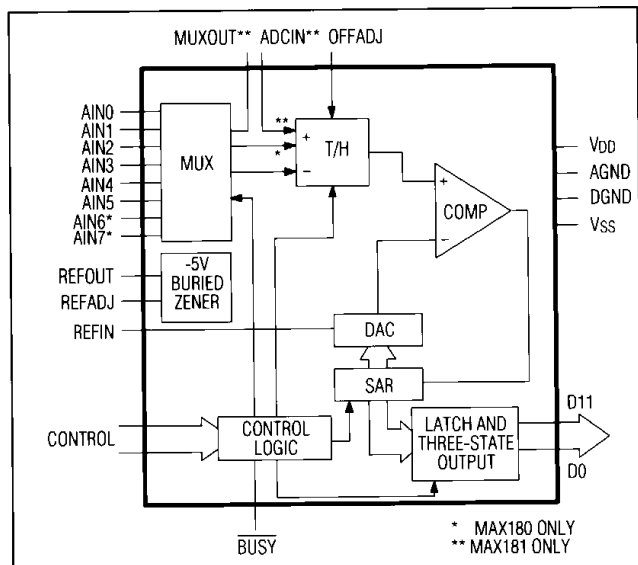 MUXOUT** ADCIN** OFFADJ
AIN0
AIN1
AIN2
AIN3
AIN4
AIN5
AIN6*
AIN7*
MUX
**
+
*
−
T/H
+
−
COMP
VDD
AGND
DGND
VSS
REFOUT
REFADJ
-5V
BURIED
ZENER
REFIN
DAC
SAR
CONTROL
CONTROL
LOGIC
LATCH AND
THREE-STATE
OUTPUT
D11
D0
BUSY
* MAX180 ONLY
** MAX181 ONLY